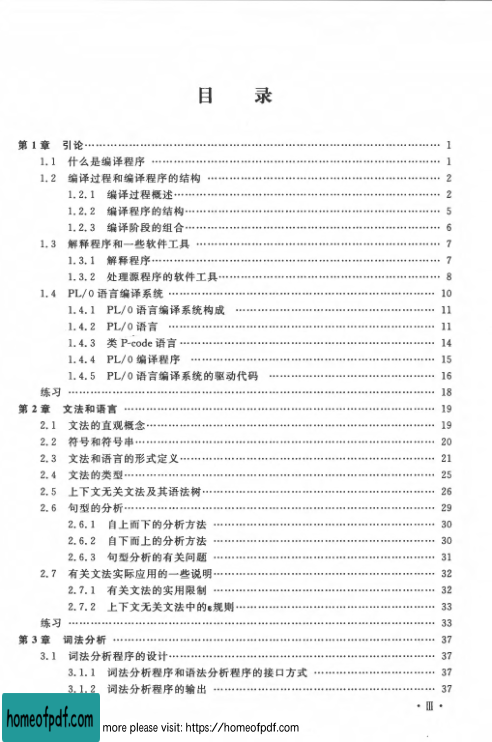 目 录
第1章 引论…………………………………………………… 1
1.1 什么是编译程序 …………………………………………………… 1
1.2 编译过程和编译程序的结构 …………………………………………………… 2
1.2.1 编译过程概述…………………………………………………… 2
1.2.2 编译程序的结构…………………………………………………… 5
1.2.3 编译阶段的组合…………………………………………………… 6
1.3 解释程序和一些软件工具 …………………………………………………… 7
1.3.1 解释程序…………………………………………………… 7
1.3.2 处理源程序的软件工具…………………………………………………… 8
1.4 PL/0语言编译系统 …………………………………………………… 10
1.4.1 PL/0语言编译系统构成 …………………………………………………… 11
1.4.2 PL/0语言 …………………………………………………… 11
1.4.3 类P-code语言…………………………………………………… 14
1.4.4 PL/0编译程序 …………………………………………………… 15
1.4.5 PL/0语言编译系统的驱动代码 …………………………………………………… 16
练习 …………………………………………………… 18
第2章 文法和语言 …………………………………………………… 19
2.1 文法的直观概念…………………………………………………… 19
2.2 符号和符号串…………………………………………………… 20
2.3 文法和语言的形式定义…………………………………………………… 21
2.4 文法的类型…………………………………………………… 25
2.5 上下文无关文法及其语法树…………………………………………………… 26
2.6 句型的分析…………………………………………………… 29
2.6.1 自上而下的分析方法 …………………………………………………… 30
2.6.2 自下而上的分析方法 …………………………………………………… 30
2.6.3 句型分析的有关问题 …………………………………………………… 31
2.7 有关文法实际应用的一些说明…………………………………………………… 32
2.7.1 有关文法的实用限制 …………………………………………………… 32
2.7.2 上下文无关文法中的ε规则…………………………………………………… 33
练习 …………………………………………………… 33
第3章 词法分析 …………………………………………………… 37
3.1 词法分析程序的设计…………………………………………………… 37
3.1.1 词法分析程序和语法分析程序的接口方式 …………………………………………………… 37
3.1.2 词法分析程序的输出 …………………………………………………… 37
· Ⅲ ·
homeofpdf.com more please visit: https://homeofpdf.com